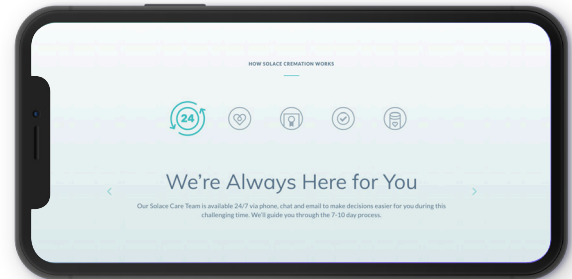 HOW SOLACE CREMATION WORKS
24
We're Always Here for You
Our Solace Care Team is available 24/7 via phone, chat and email to make decisions easier for you during this
challenging time. We'll guide you through the 7-10 day process.